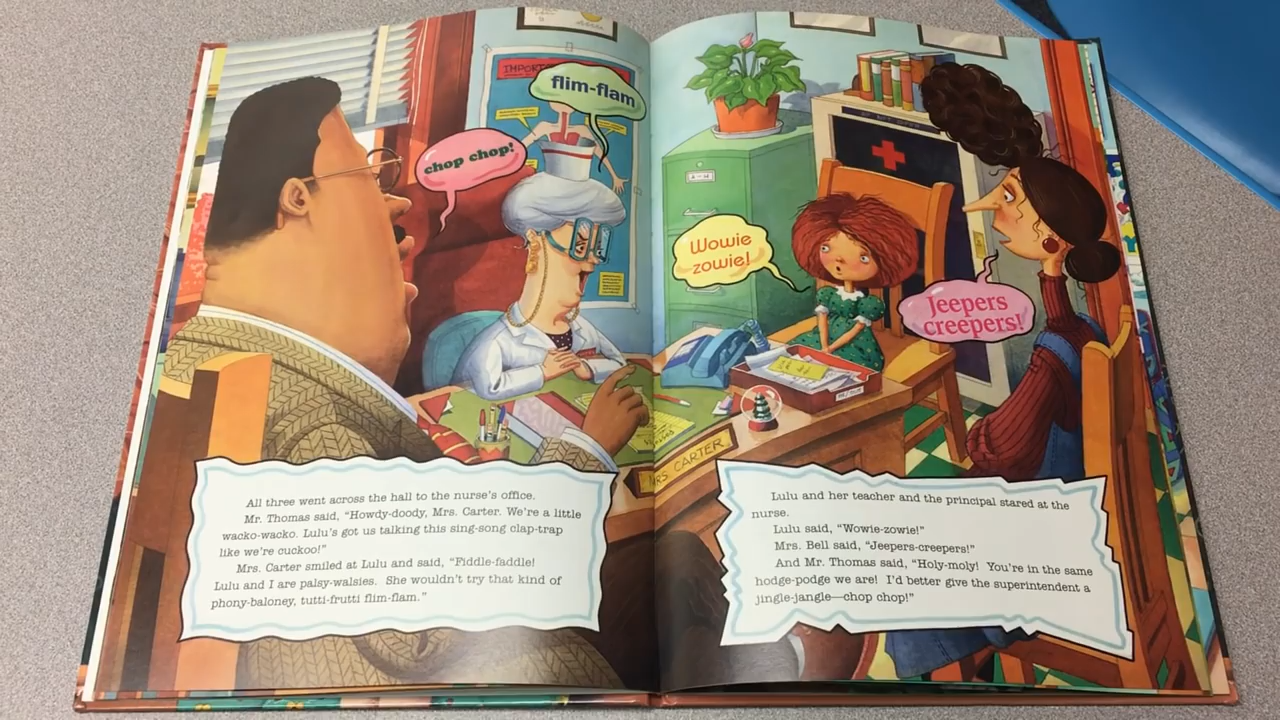 IMPORT
flim-flam
chop chop!
Wowie
zowie!
Jeepers
creepers!
MRS CARTER
All three went across the hall to the nurse's office.
Mr. Thomas said, "Howdy-doody, Mrs. Carter. We're a little
wacko-wacko. Lulu's got us talking this sing-song clap-trap
like we're cuckoo!"
Mrs. Carter smiled at Lulu and said, "Fiddle-faddle!
Lulu and I are palsy-walsies. She wouldn't try that kind of
phony-baloney, tutti-frutti flim-flam."
Lulu and her teacher and the principal stared at the
nurse.
Lulu said, "Wowie-zowie!"
Mrs. Bell said, "Jeepers-creepers!"
And Mr. Thomas said, "Holy-moly! You're in the same
hodge-podge we are! I'd better give the superintendent a
jingle-jangle—chop chop!"